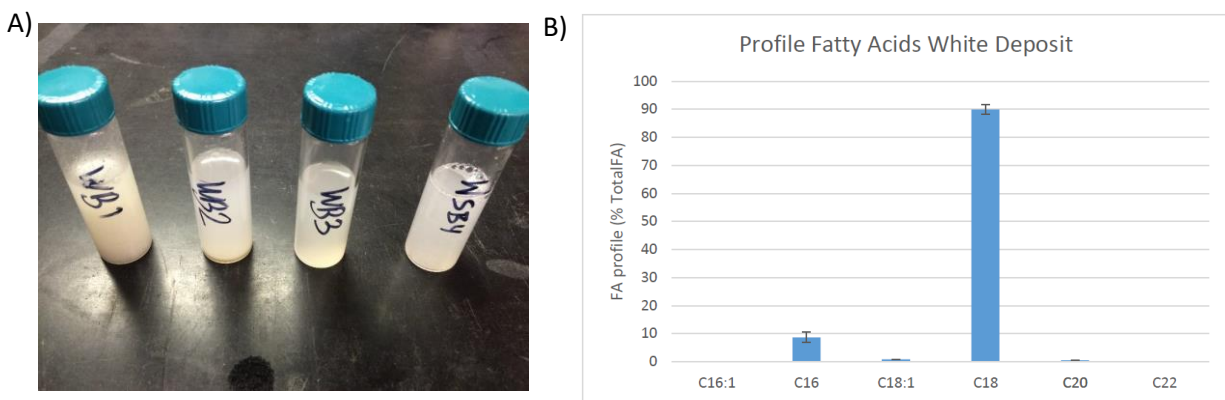 A)
WB1
WB2
WB3
WSB4
B)
Profile Fatty Acids White Deposit
FA profile (% TotalFA)
100
90
80
70
60
50
40
30
20
10
0
C16:1 C16 C18:1 C18 C20 C22